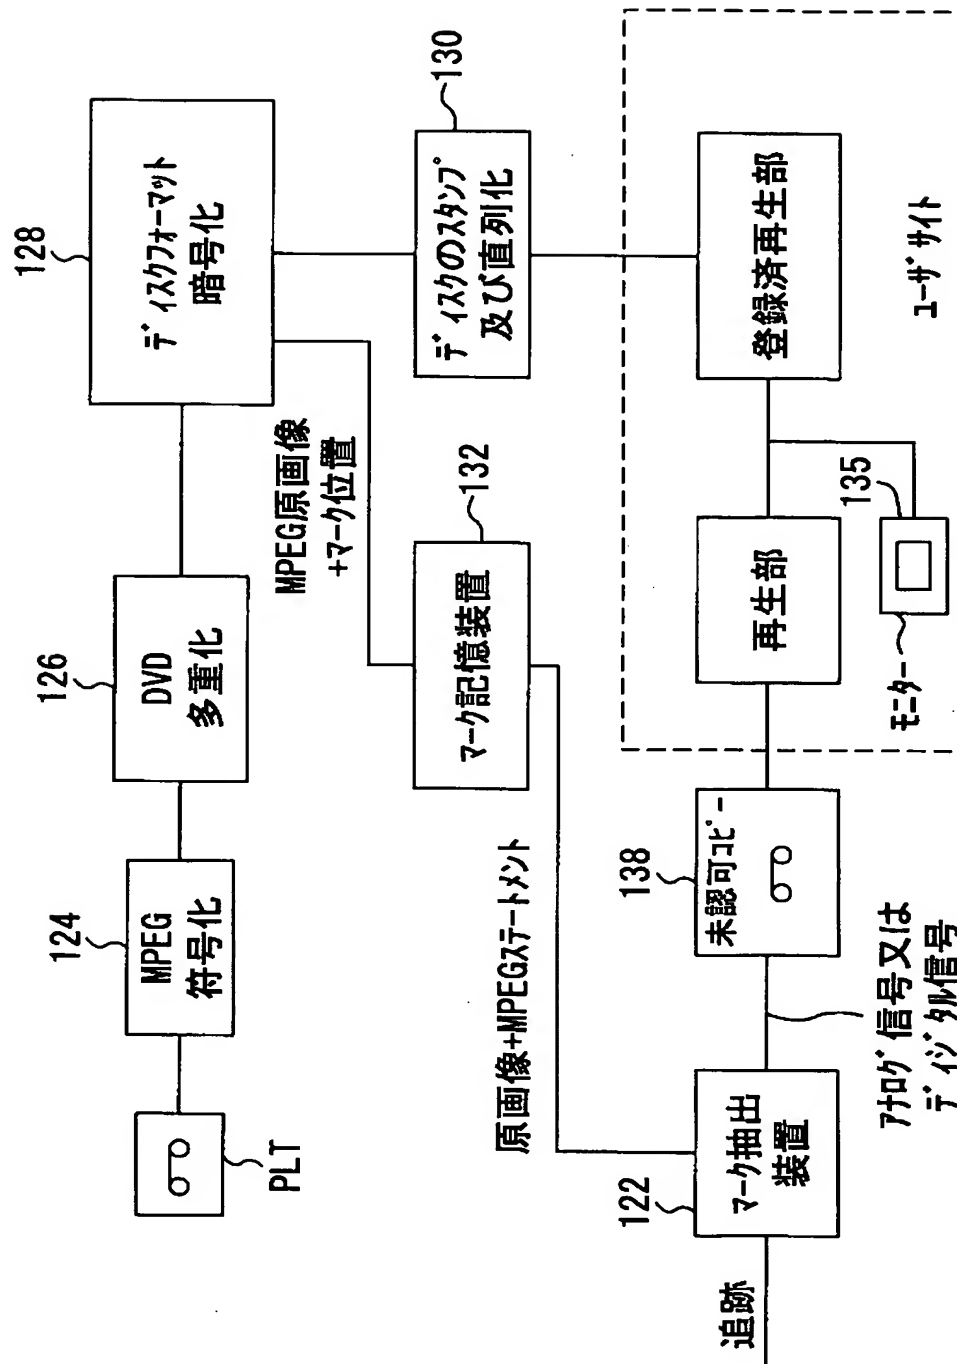 PLT
124
MPEG
符号化
126
DVD
多重化
128
ディスクフォーマット
暗号化
MPEG原画像
+マーク位置
130
ディスクのスタンプ
及び直列化
132
マーク記憶装置
原画像+MPEGステートメント
追跡
122
マーク抽出
装置
アナログ信号又は
ディジタル信号
138
未認可コピー
再生部
135
モニター
登録済再生部
ユーザサイト